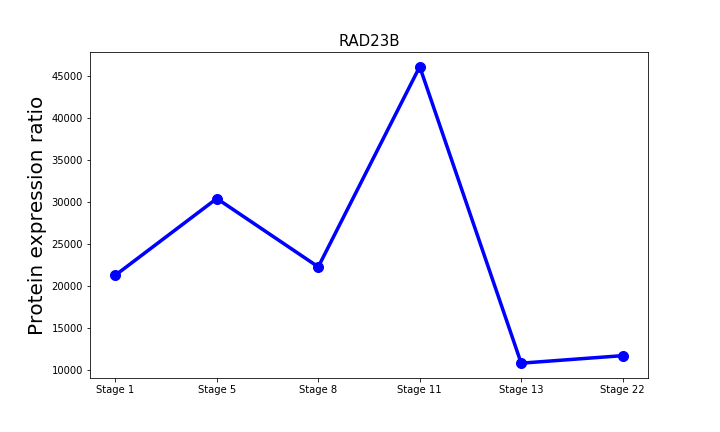 RAD23B
Protein expression ratio
45000
40000
35000
30000
25000
20000
15000
10000
Stage 1 Stage 5 Stage 8 Stage 11 Stage 13 Stage 22